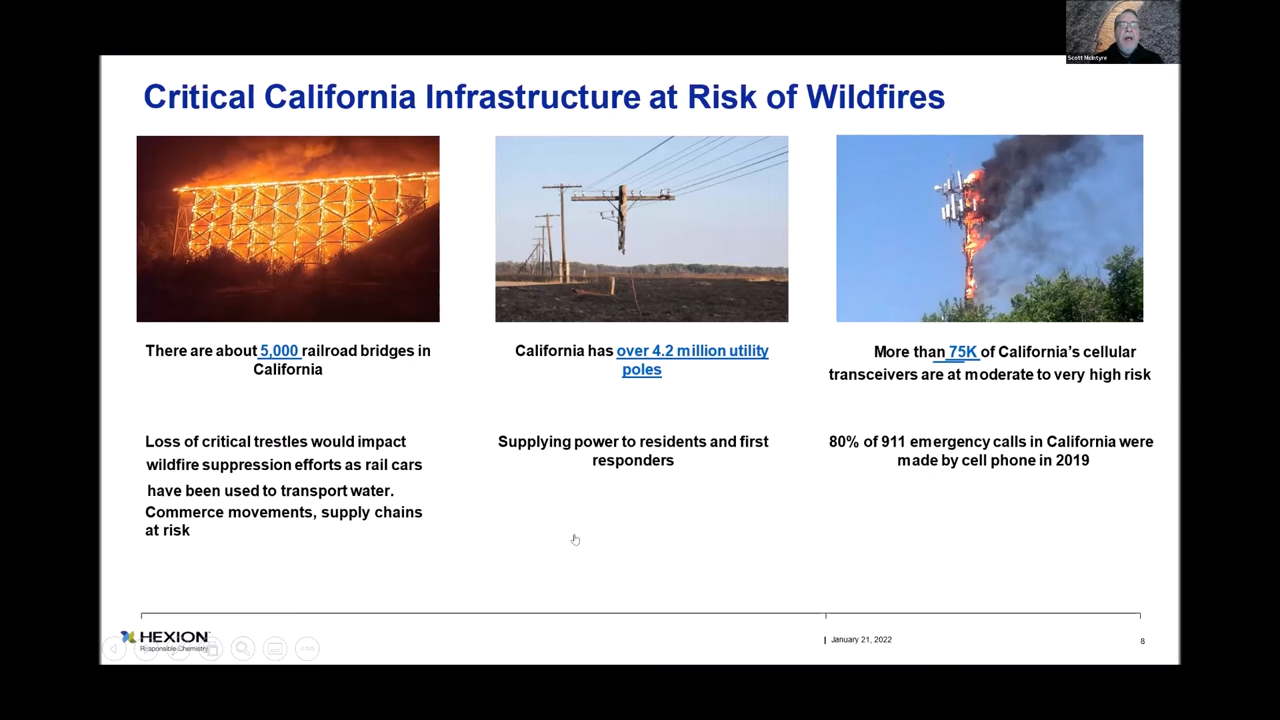 Scott McIntyre
Critical California Infrastructure at Risk of Wildfires
There are about 5,000 railroad bridges in
California
Loss of critical trestles would impact
wildfire suppression efforts as rail cars
have been used to transport water.
Commerce movements, supply chains
at risk
California has over 4.2 million utility
poles
Supplying power to residents and first
responders
More than 75K of California's cellular
transceivers are at moderate to very high risk
80% of 911 emergency calls in California were
made by cell phone in 2019
HEXION
Responsible Chemistry
January 21, 2022
8